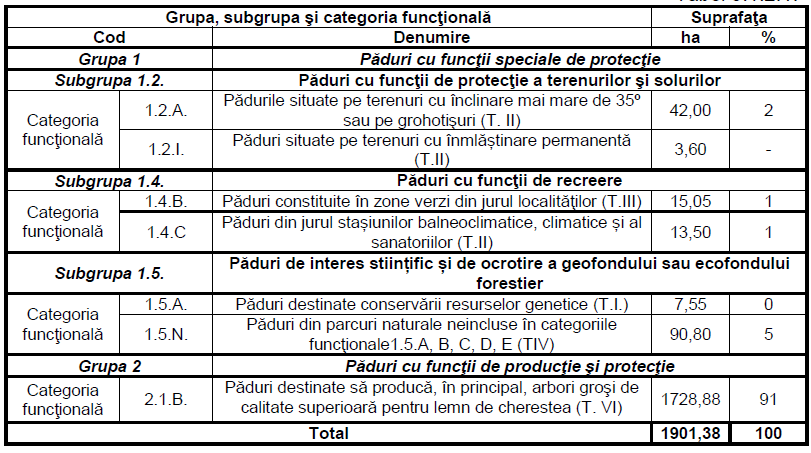 Grupa, subgrupa şi categoria funcţională Suprafaţa
Cod Denumire ha %
Grupa 1 Păduri cu funcţii speciale de protecţie
Subgrupa 1.2. Păduri cu funcţii de protecţie a terenurilor şi solurilor
Categoria funcţională 1.2.A. Pădurile situate pe terenuri cu înclinare mai mare de 35º
sau pe grohotişuri (T. II) 42,00 2
1.2.I. Păduri situate pe terenuri cu înmlăştinare permanentă
(T.II) 3,60 -
Subgrupa 1.4. Păduri cu funcţii de recreere
Categoria funcţională 1.4.B. Păduri constituite în zone verzi din jurul localităţilor (T.III) 15,05 1
1.4.C Păduri din jurul stașiunilor balneoclimatice, climatice și al
sanatoriilor (T.II) 13,50 1
Subgrupa 1.5. Păduri de interes stiințific și de ocrotire a geofondului sau ecofondului
forestier
Categoria funcţională 1.5.A. Păduri destinate conservării resurselor genetice (T.I.) 7,55 0
1.5.N. Păduri din parcuri naturale neincluse în categoriile
funcţionale1.5.A, B, C, D, E (TIV) 90,80 5
Grupa 2 Păduri cu funcţii de producţie şi protecţie
Categoria funcţională 2.1.B. Păduri destinate să producă, în principal, arbori groşi de
calitate superioară pentru lemn de cherestea (T. VI) 1728,88 91
Total 1901,38 100